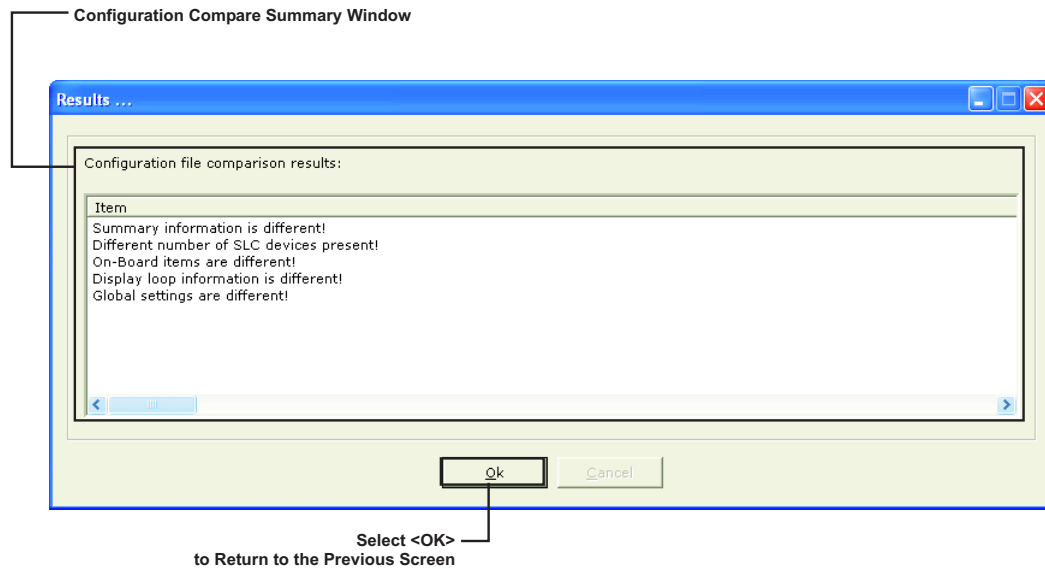 Configuration Compare Summary Window
Results ...
Configuration file comparison results:
Item
Summary information is different!
Different number of SLC devices present!
On-Board items are different!
Display loop information is different!
Global settings are different!
Ok
Cancel
Select <OK>
to Return to the Previous Screen